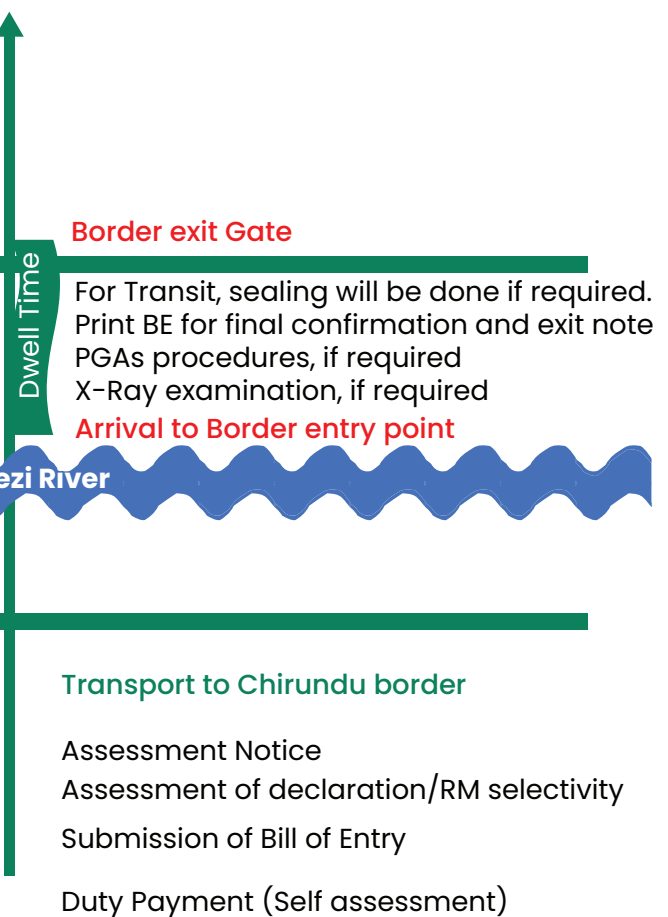 Border exit Gate
Dwell Time
For Transit, sealing will be done if required.
Print BE for final confirmation and exit note
PGAs procedures, if required
X-Ray examination, if required
Arrival to Border entry point
ezi River
Transport to Chirundu border
Assessment Notice
Assessment of declaration/RM selectivity
Submission of Bill of Entry
Duty Payment (Self assessment)